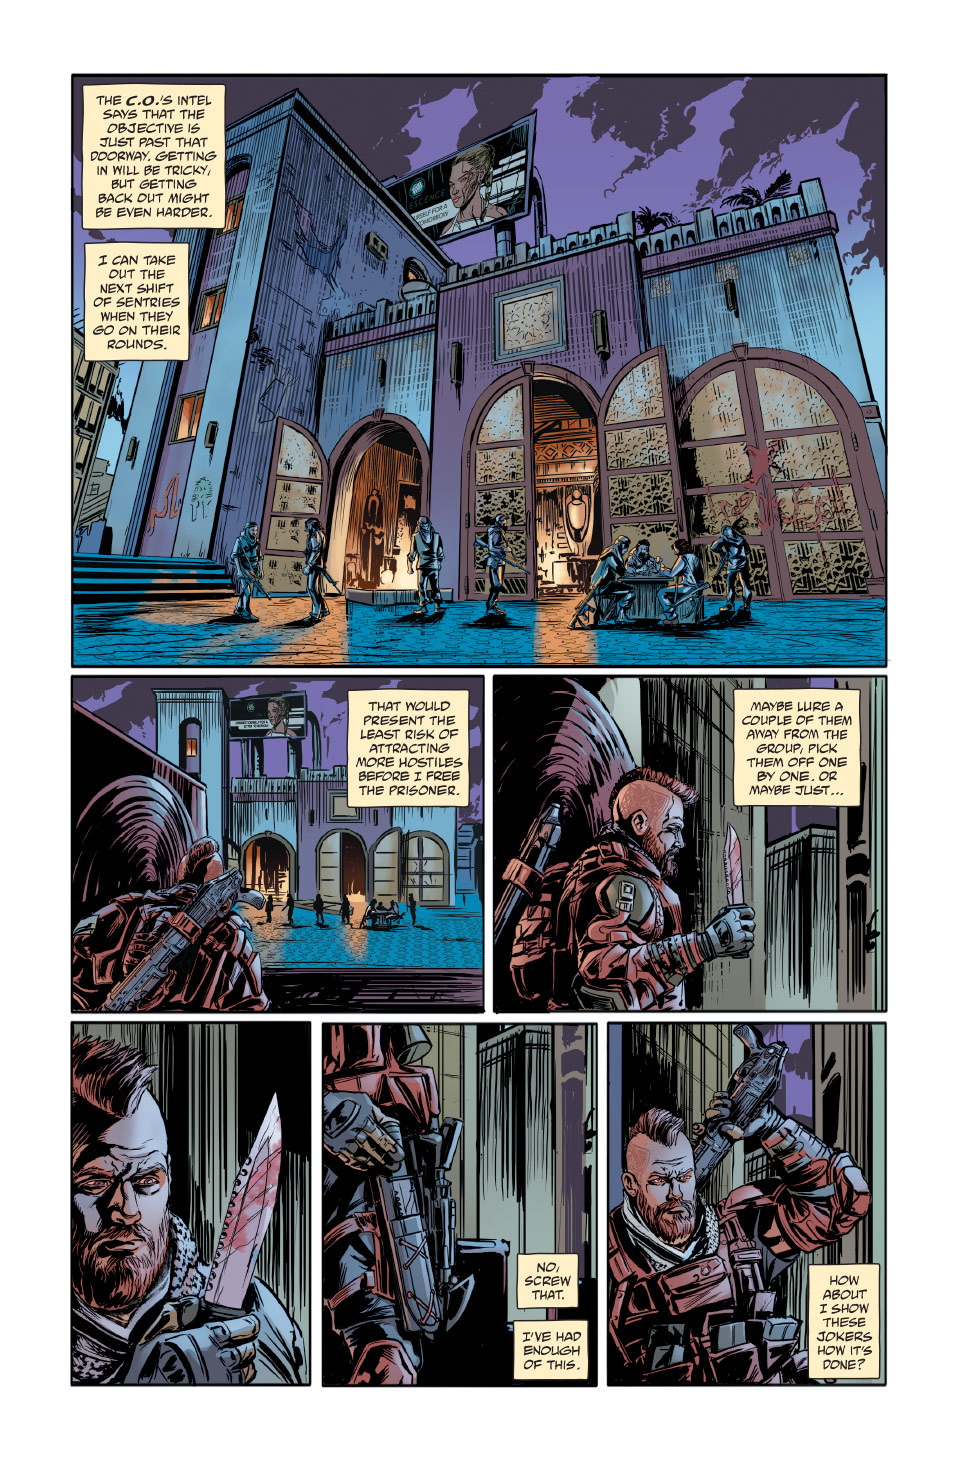 THE C.O.'S INTEL
SAYS THAT THE
OBJECTIVE IS
JUST PAST THAT
DOORWAY. GETTING
IN WILL BE TRICKY,
BUT GETTING
BACK OUT MIGHT
BE EVEN HARDER.
I CAN TAKE
OUT THE
NEXT SHIFT
OF SENTRIES
WHEN THEY
GO ON THEIR
ROUNDS.
ESCENCE
URSELF FOR A
TOMORROW
THAT WOULD
PRESENT THE
LEAST RISK OF
ATTRACTING
MORE HOSTILES
BEFORE I FREE
THE PRISONER.
MAYBE LURE A
COUPLE OF THEM
AWAY FROM THE
GROUP, PICK
THEM OFF ONE
BY ONE. OR
MAYBE JUST...
NO,
SCREW
THAT.
I'VE HAD
ENOUGH
OF THIS.
HOW
ABOUT
I SHOW
THESE
JOKERS
HOW IT'S
DONE?